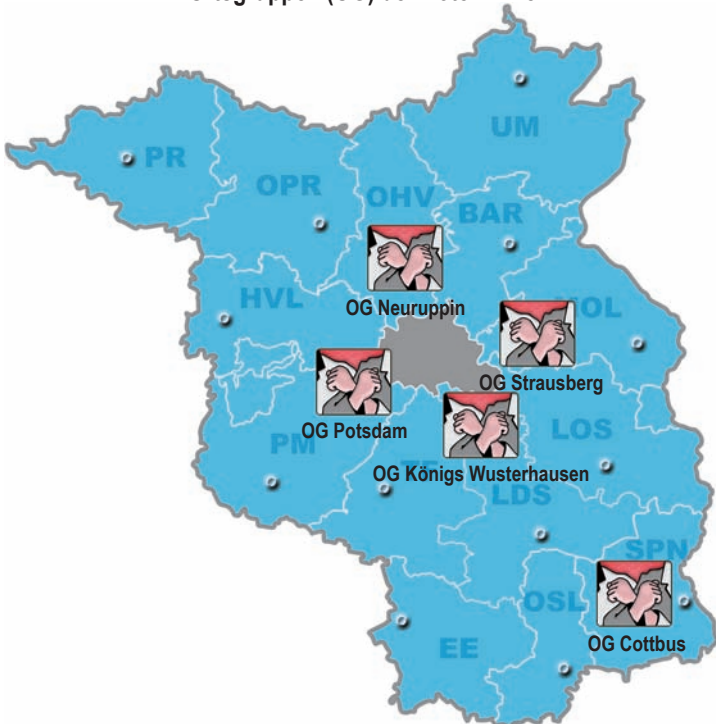 UM
PR
OPR
OHV
BAR
HVL
OG Neuruppin
OG Strausberg
OG Potsdam
LOS
PM
OG Königs Wusterhausen
LDS
SPN
OSL
OG Cottbus
EE